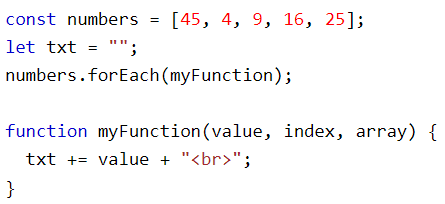 const numbers = [45, 4, 9, 16, 25];
let txt = "";
numbers.forEach(myFunction);

function myFunction(value, index, array) {
  txt += value + "<br>";
}